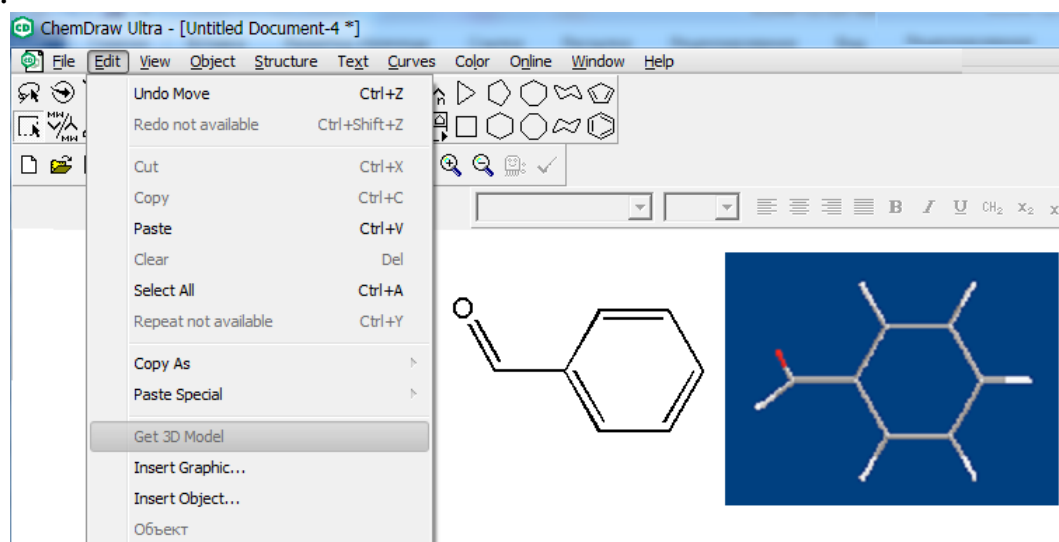 ChemDraw Ultra - [Untitled Document-4 *]
File Edit View Object Structure Text Curves Color Online Window Help
Undo Move Ctrl+Z
Redo not available Ctrl+Shift+Z
Cut Ctrl+X
Copy Ctrl+C
Paste Ctrl+V
Clear Del
Select All Ctrl+A
Repeat not available Ctrl+Y
Copy As
Paste Special
Get 3D Model
Insert Graphic...
Insert Object...
Объект
MW
MW
n
B I U CH₂ X₂ x
O